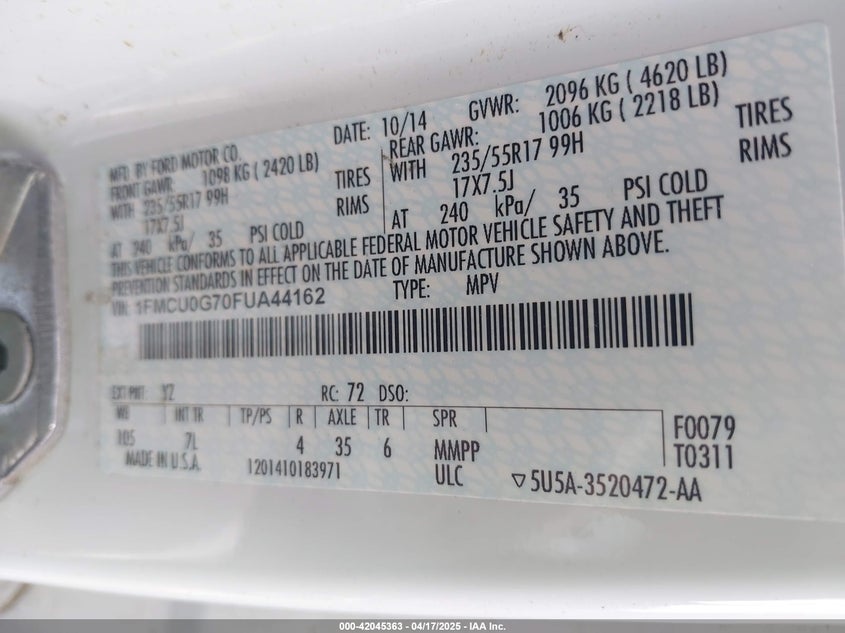 MFD. BY FORD MOTOR CO.
DATE: 10/14
GVWR: 2096 KG ( 4620 LB)
FRONT GAWR: 1098 KG ( 2420 LB)
REAR GAWR: 1006 KG ( 2218 LB)
WITH 235/55R17 99H TIRES
WITH 235/55R17 99H TIRES
17X7.5J RIMS
17X7.5J RIMS
AT 240 kPa/ 35 PSI COLD
AT 240 kPa/ 35 PSI COLD
THIS VEHICLE CONFORMS TO ALL APPLICABLE FEDERAL MOTOR VEHICLE SAFETY AND THEFT
PREVENTION STANDARDS IN EFFECT ON THE DATE OF MANUFACTURE SHOWN ABOVE.
VIN: 1FMCU0G70FUA44162
TYPE: MPV
EXT PNT: YZ RC: 72 DSO:
WB INT TR TP/PS R AXLE TR SPR
105 7L 4 35 6 MMPP
F0079
T0311
MADE IN U.S.A. 1201410183971 ULC
▽5U5A-3520472-AA
000-42045363 - 04/17/2025 - IAA Inc.